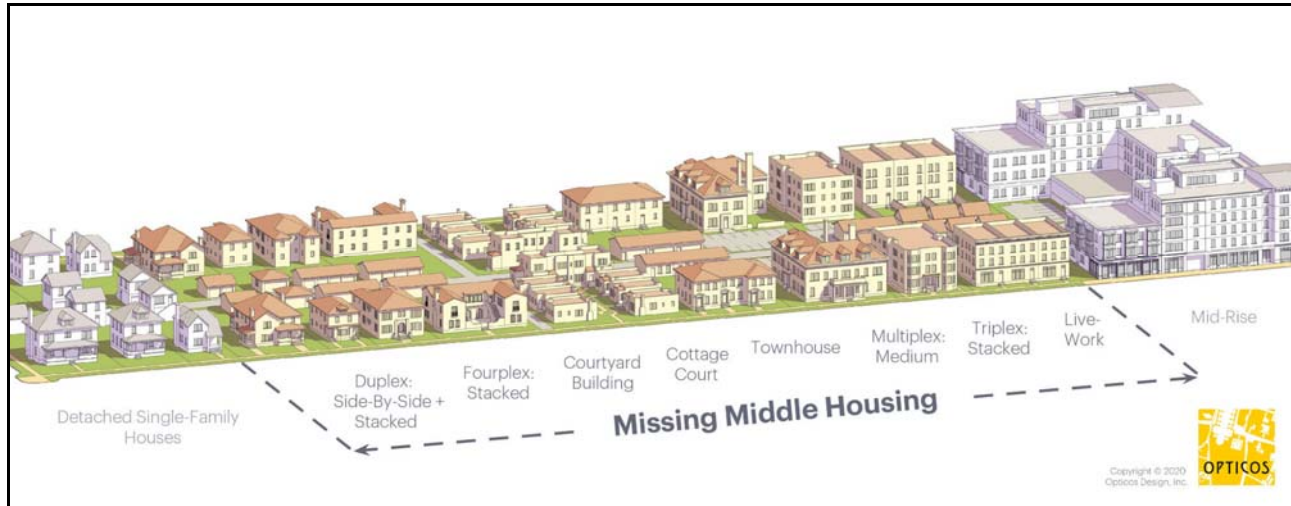 Detached Single-Family
Houses
Duplex:
Side-By-Side +
Stacked
Fourplex:
Stacked
Courtyard
Building
Cottage
Court
Townhouse
Multiplex:
Medium
Triplex:
Stacked
Live-
Work
Mid-Rise
Missing Middle Housing
Copyright © 2020
Opticos Design, Inc.
OPTICOS